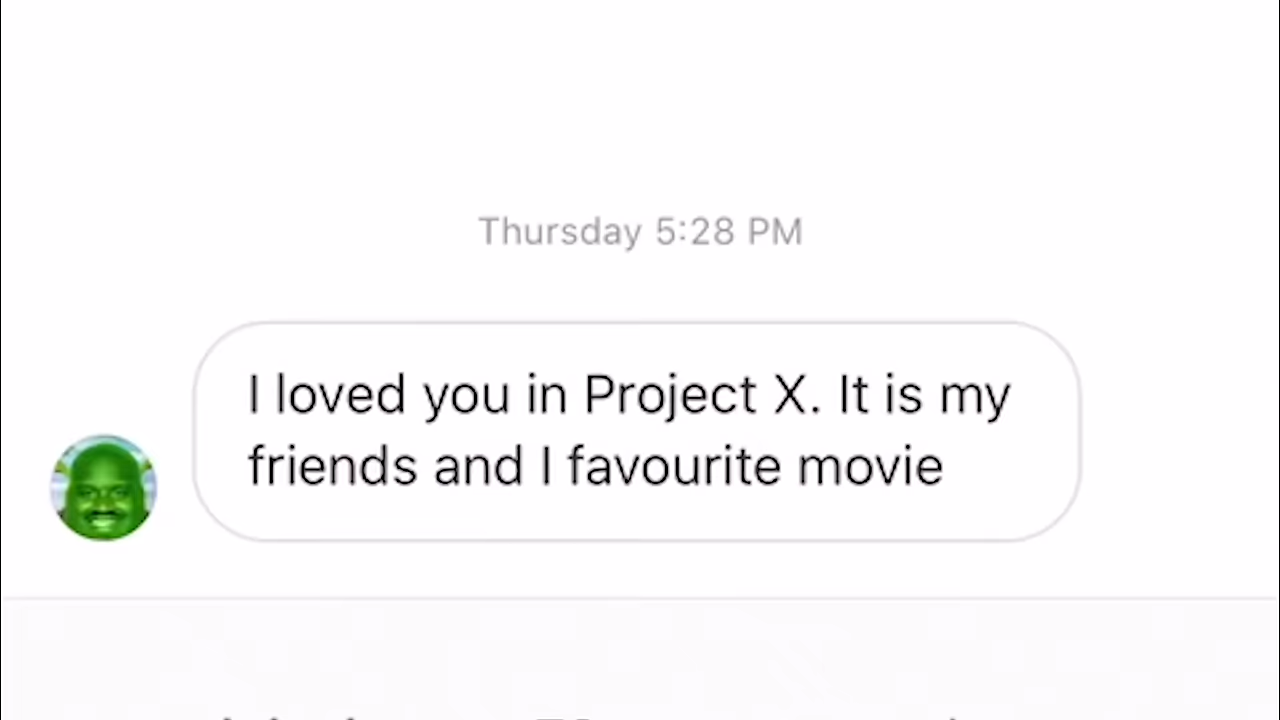 Thursday 5:28 PM
I loved you in Project X. It is my
friends and I favourite movie